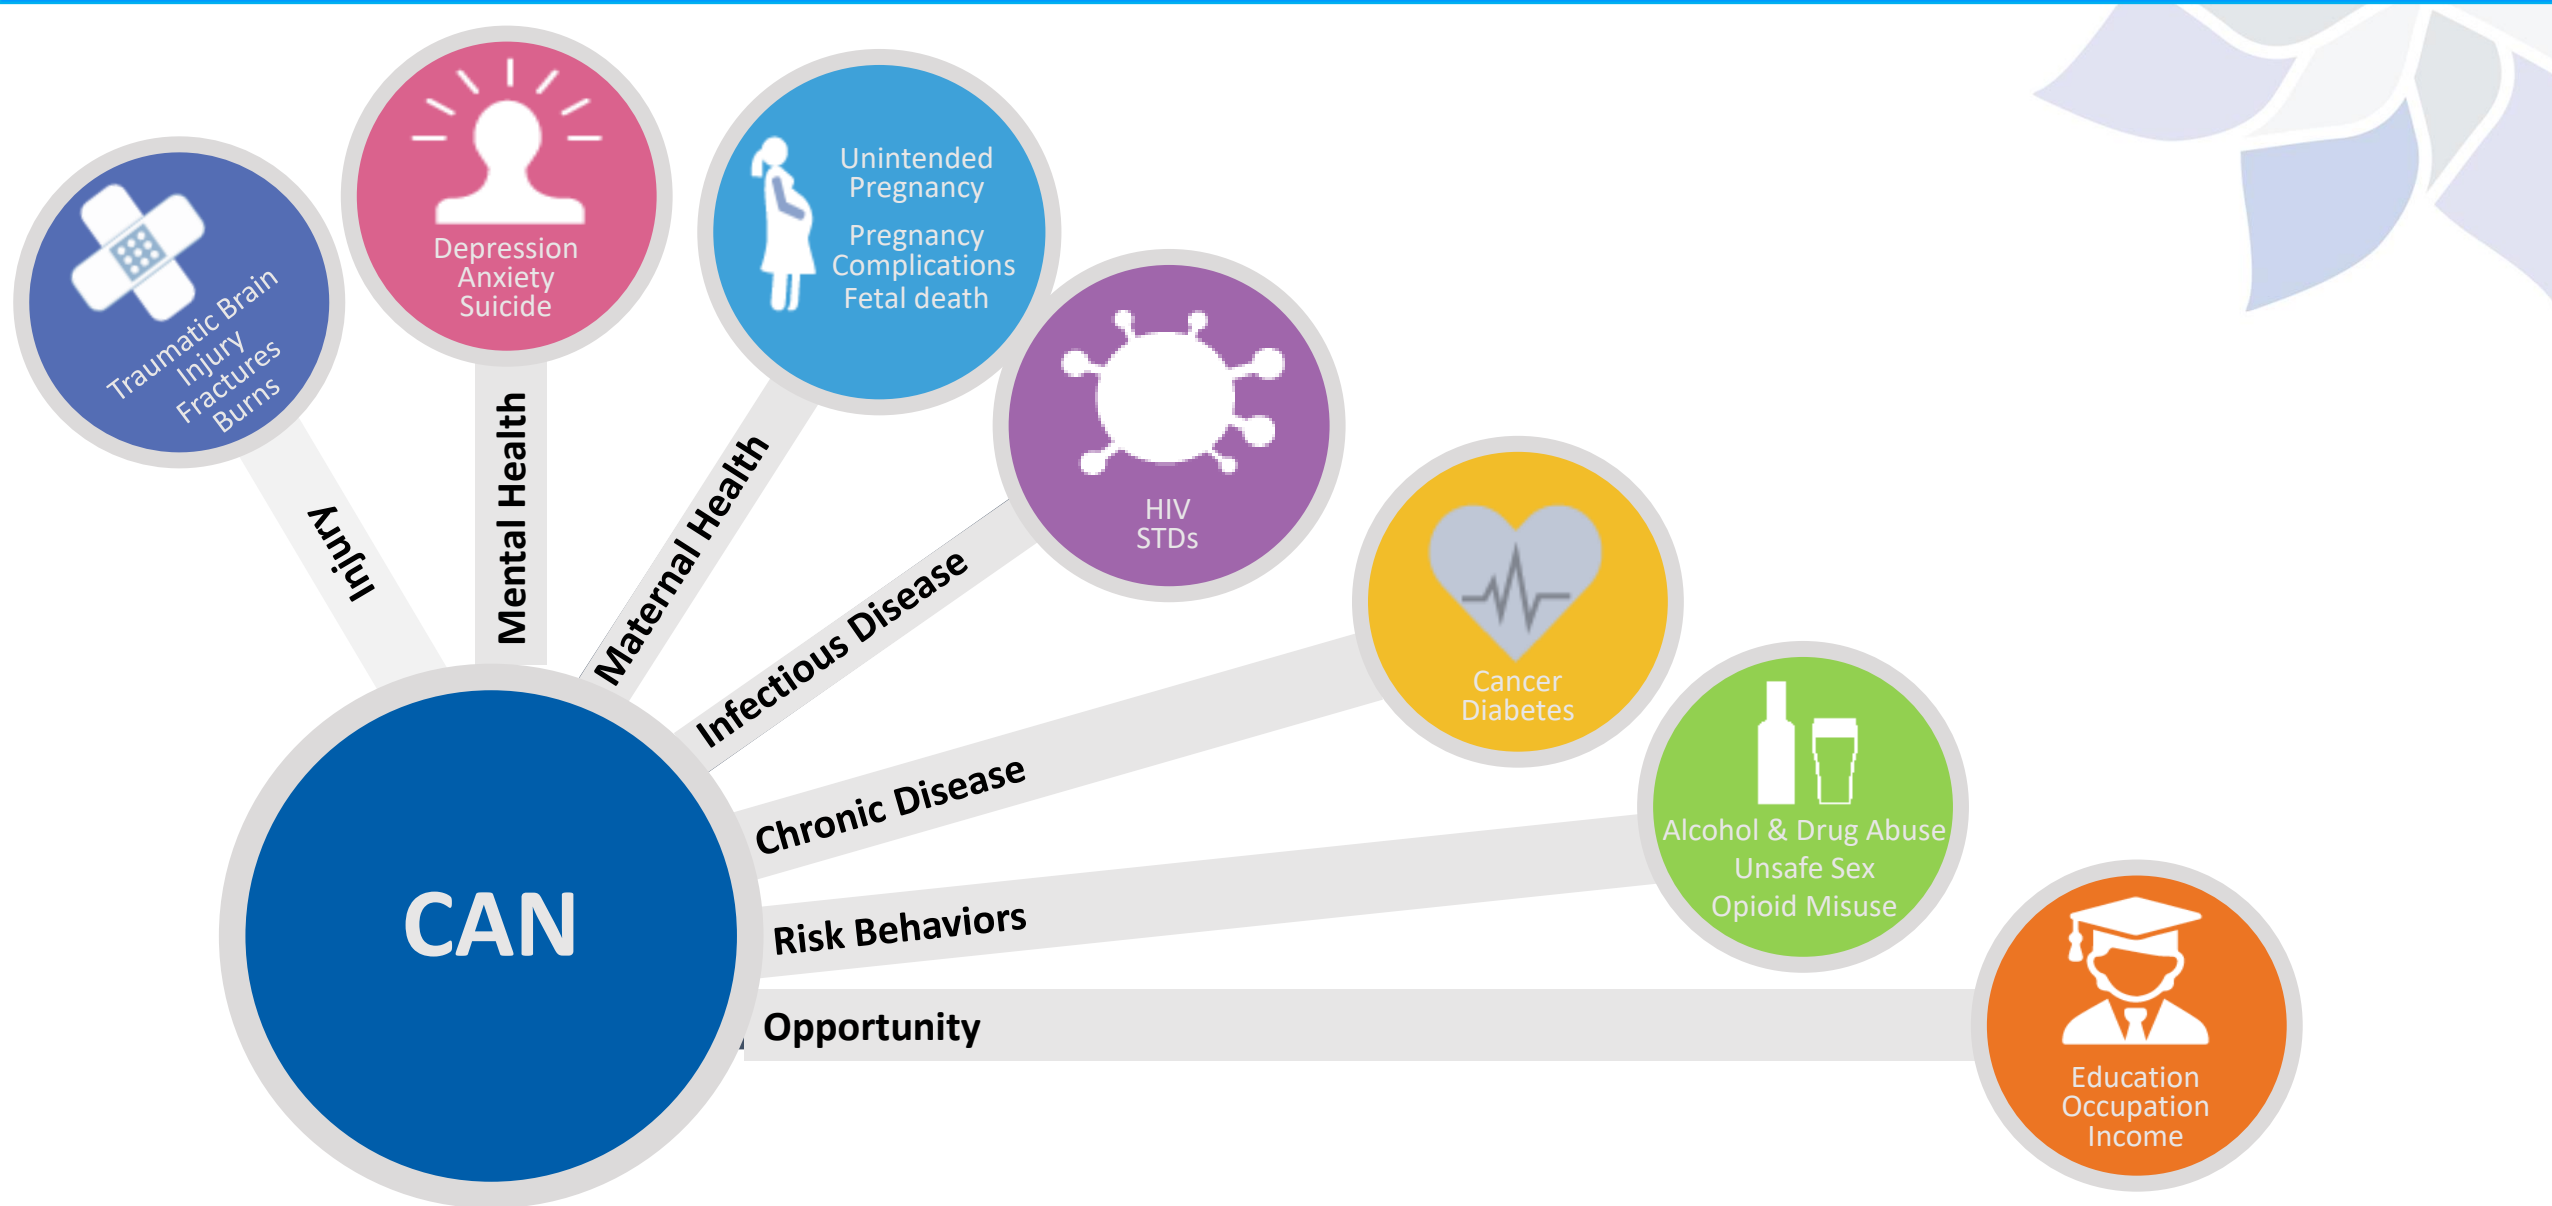 Traumatic Brain
Injury
Fractures
Burns
Injury
Depression
Anxiety
Suicide
Mental Health
Unintended
Pregnancy
Pregnancy
Complications
Fetal death
Maternal Health
HIV
STDs
Infectious Disease
Cancer
Diabetes
Chronic Disease
Alcohol & Drug Abuse
Unsafe Sex
Opioid Misuse
Risk Behaviors
Education
Occupation
Income
Opportunity
CAN